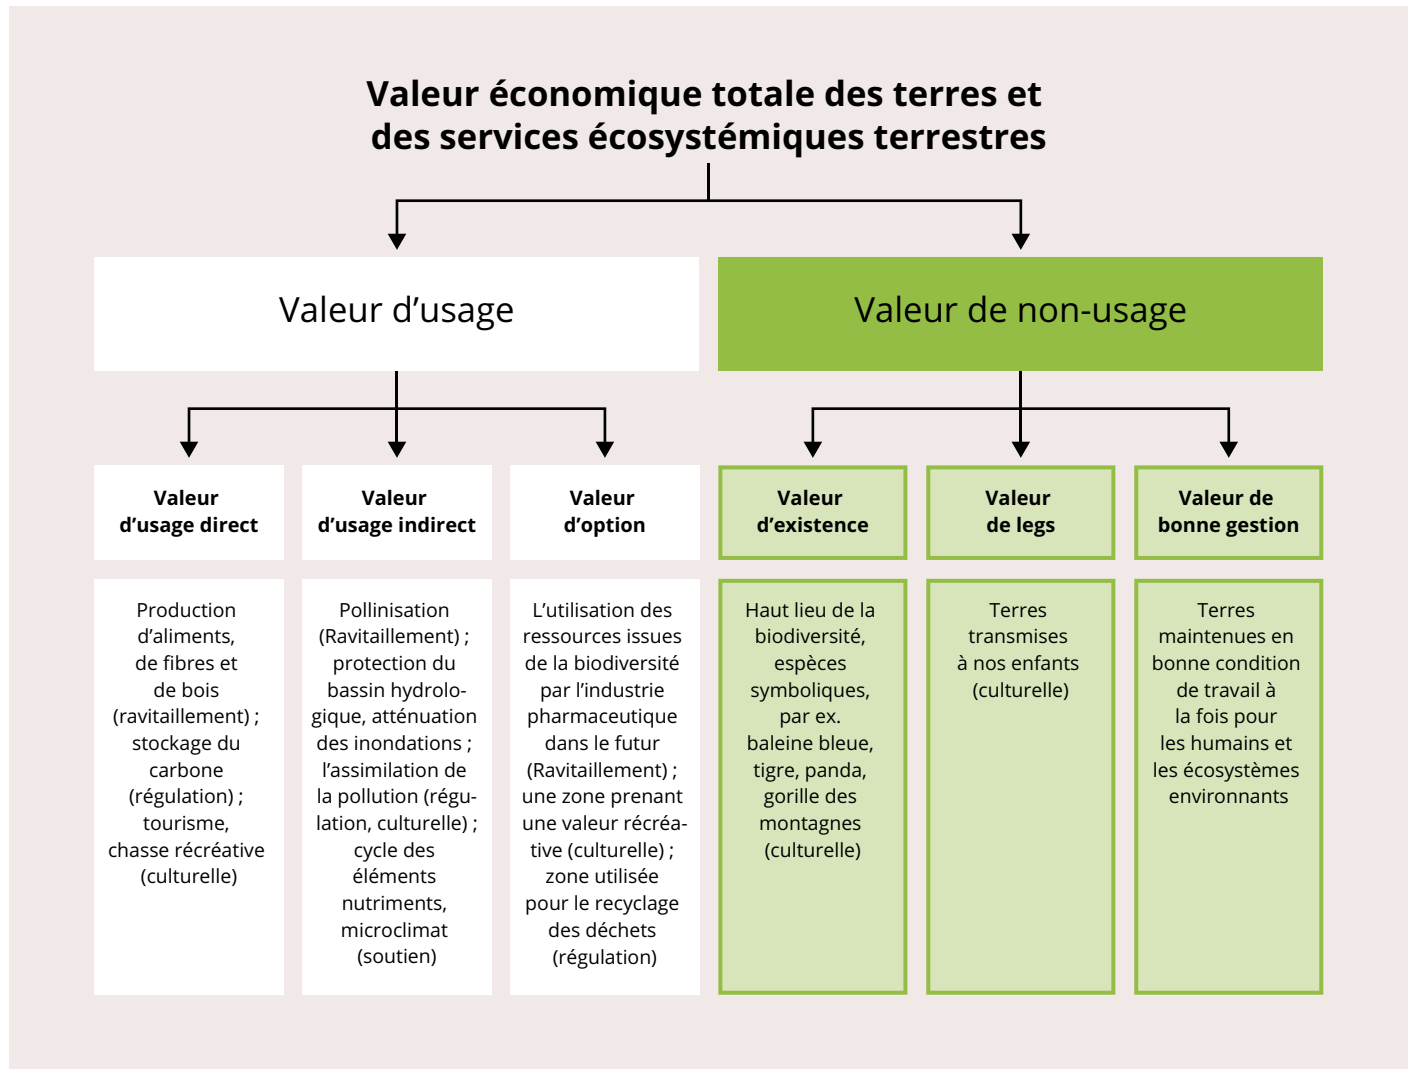 Valeur économique totale des terres et
des services écosystémiques terrestres
Valeur d’usage
Valeur de non-usage
Valeur
d’usage direct
Valeur
d’usage indirect
Valeur
d’option
Valeur
d’existence
Valeur
de legs
Valeur de
bonne gestion
Production
d’aliments,
de fibres et
de bois
(ravitaillement) ;
stockage du
carbone
(régulation) ;
tourisme,
chasse récréative
(culturelle)
Pollinisation
(Ravitaillement) ;
protection du
bassin hydrolo-
gique, atténuation
des inondations ;
l’assimilation de
la pollution (régu-
lation, culturelle) ;
cycle des
éléments
nutriments,
microclimat
(soutien)
L’utilisation des
ressources issues
de la biodiversité
par l’industrie
pharmaceutique
dans le futur
(Ravitaillement) ;
une zone prenant
une valeur récréa-
tive (culturelle) ;
zone utilisée
pour le recyclage
des déchets
(régulation)
Haut lieu de la
biodiversité,
espèces
symboliques,
par ex.
baleine bleue,
tigre, panda,
gorille des
montagnes
(culturelle)
Terres
transmises
à nos enfants
(culturelle)
Terres
maintenues en
bonne condition
de travail à
la fois pour
les humains et
les écosystèmes
environnants